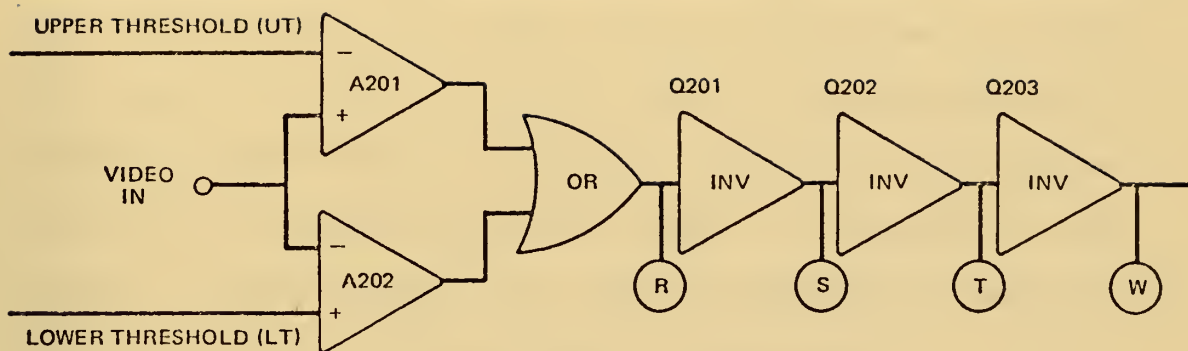 UPPER THRESHOLD (UT)
−
A201
+
Q201
Q202
Q203
VIDEO
IN
OR
INV
INV
INV
−
A202
+
R
S
T
W
LOWER THRESHOLD (LT)